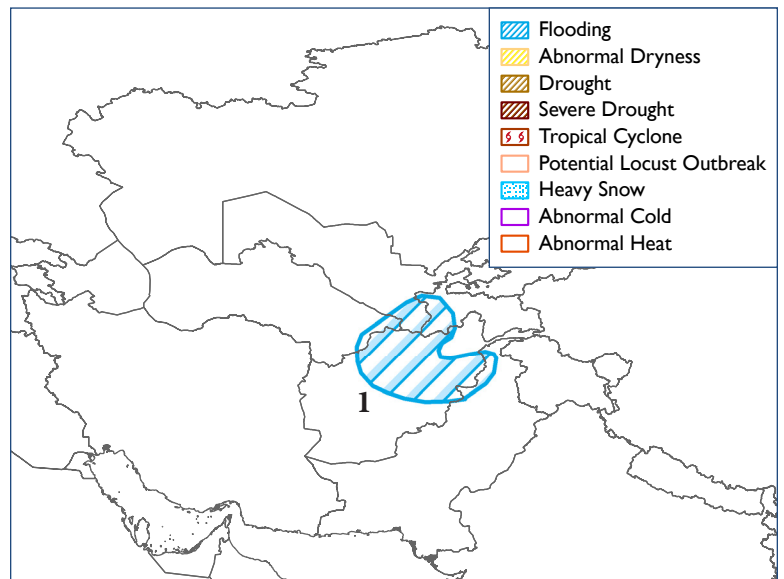 Flooding
Abnormal Dryness
Drought
Severe Drought
Tropical Cyclone
Potential Locust Outbreak
Heavy Snow
Abnormal Cold
Abnormal Heat
1